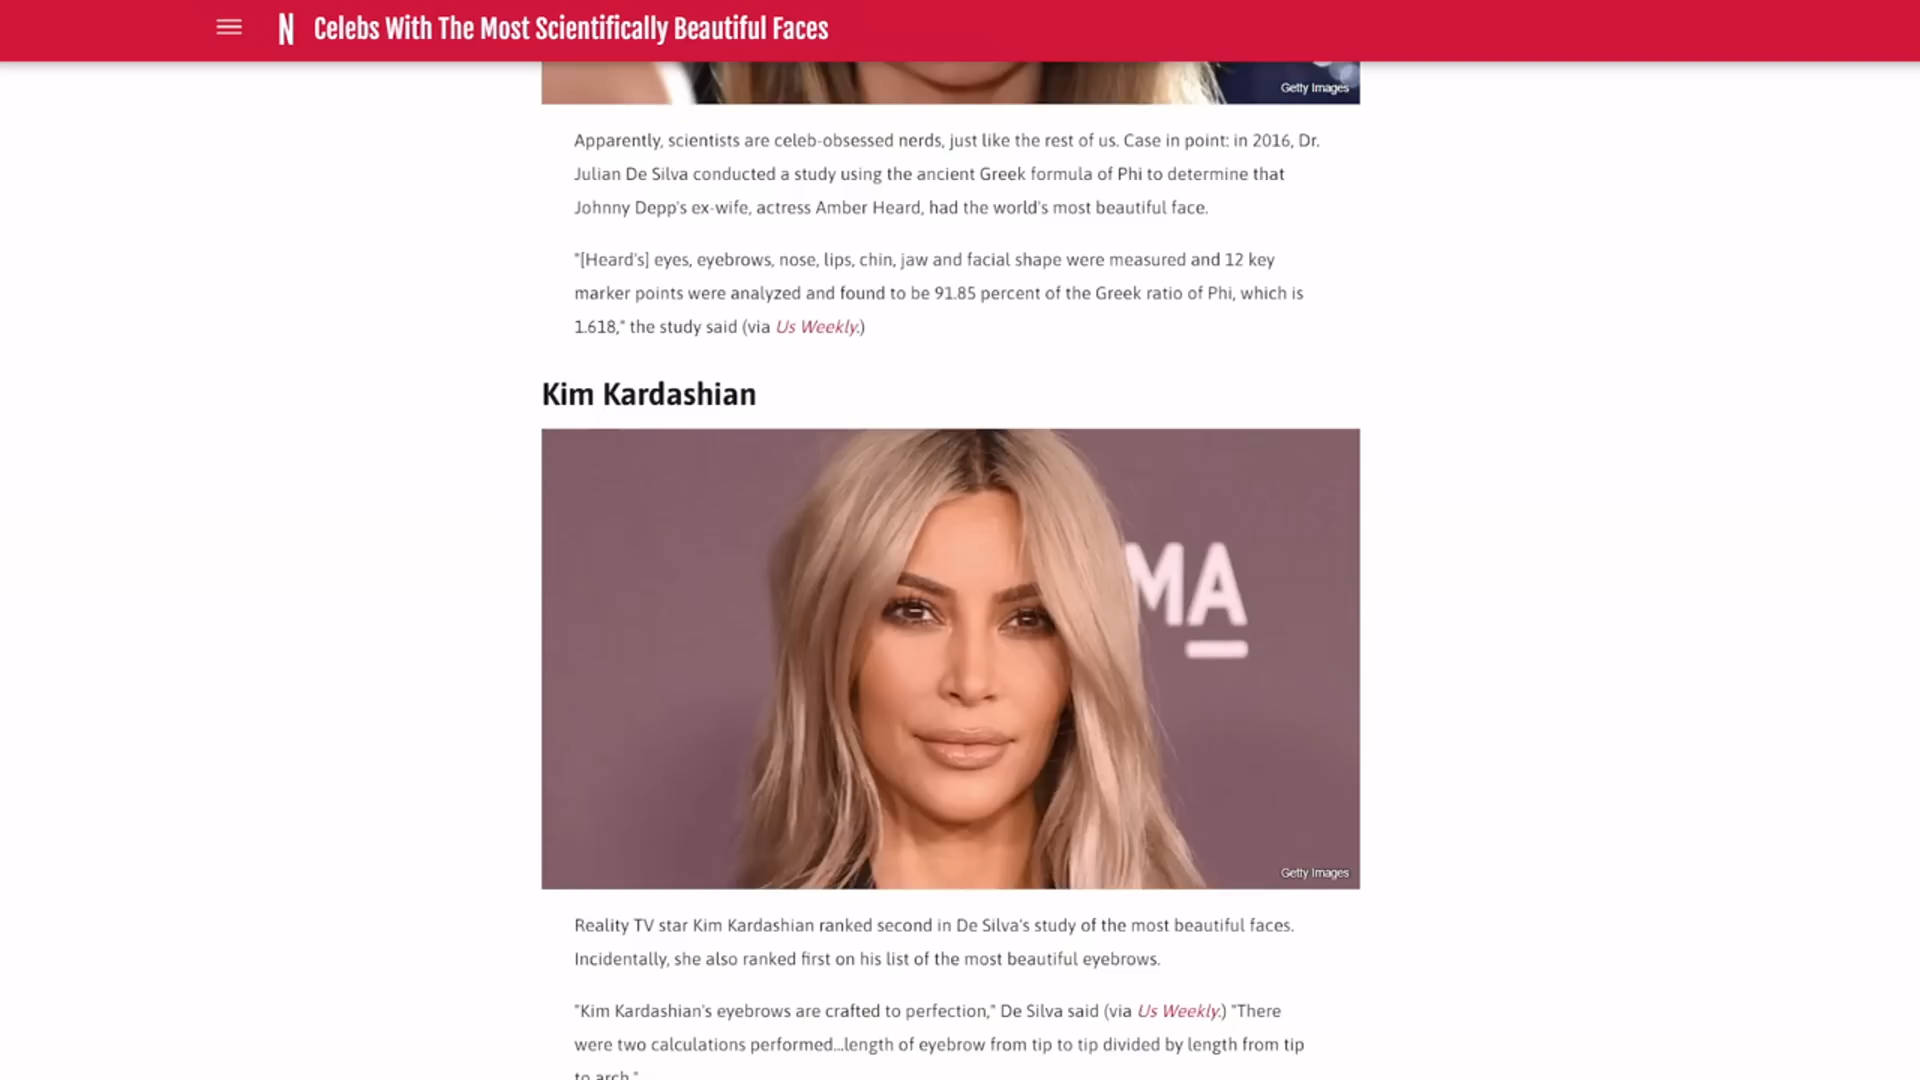 N Celebs With The Most Scientifically Beautiful Faces
Getty Images
Apparently, scientists are celeb-obsessed nerds, just like the rest of us. Case in point: in 2016, Dr.
Julian De Silva conducted a study using the ancient Greek formula of Phi to determine that
Johnny Depp's ex-wife, actress Amber Heard, had the world's most beautiful face.
"[Heard's] eyes, eyebrows, nose, lips, chin, jaw and facial shape were measured and 12 key
marker points were analyzed and found to be 91.85 percent of the Greek ratio of Phi, which is
1.618," the study said (via Us Weekly.)
Kim Kardashian
MA
Getty Images
Reality TV star Kim Kardashian ranked second in De Silva's study of the most beautiful faces.
Incidentally, she also ranked first on his list of the most beautiful eyebrows.
"Kim Kardashian's eyebrows are crafted to perfection," De Silva said (via Us Weekly.) "There
were two calculations performed...length of eyebrow from tip to tip divided by length from tip
to arch."